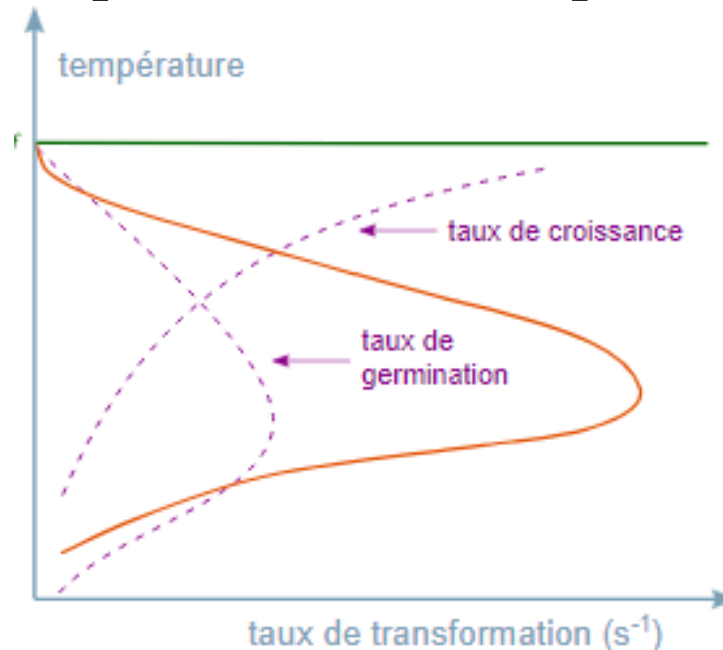 température
taux de croissance
taux de
germination
taux de transformation (s⁻¹)